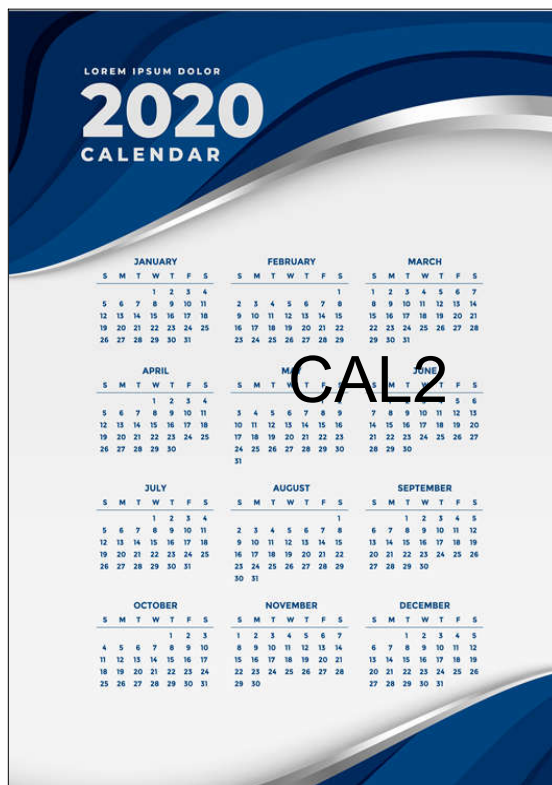 LOREM IPSUM DOLOR
2020
CALENDAR
JANUARY
S M T W T F S
1 2 3 4
5 6 7 8 9 10 11
12 13 14 15 16 17 18
19 20 21 22 23 24 25
26 27 28 29 30 31
FEBRUARY
S M T W T F S
1
2 3 4 5 6 7 8
9 10 11 12 13 14 15
16 17 18 19 20 21 22
23 24 25 26 27 28 29
MARCH
S M T W T F S
1 2 3 4 5 6 7
8 9 10 11 12 13 14
15 16 17 18 19 20 21
22 23 24 25 26 27 28
29 30 31
APRIL
S M T W T F S
1 2 3 4
5 6 7 8 9 10 11
12 13 14 15 16 17 18
19 20 21 22 23 24 25
26 27 28 29 30
MAY
CAL2
S M T W T F S
1 2
3 4 5 6 7 8 9
10 11 12 13 14 15 16
17 18 19 20 21 22 23
24 25 26 27 28 29 30
31
JUNE
S M T W T F S
1 2 3 4 5 6
7 8 9 10 11 12 13
14 15 16 17 18 19 20
21 22 23 24 25 26 27
28 29 30
JULY
S M T W T F S
1 2 3 4
5 6 7 8 9 10 11
12 13 14 15 16 17 18
19 20 21 22 23 24 25
26 27 28 29 30 31
AUGUST
S M T W T F S
1
2 3 4 5 6 7 8
9 10 11 12 13 14 15
16 17 18 19 20 21 22
23 24 25 26 27 28 29
30 31
SEPTEMBER
S M T W T F S
1 2 3 4 5
6 7 8 9 10 11 12
13 14 15 16 17 18 19
20 21 22 23 24 25 26
27 28 29 30
OCTOBER
S M T W T F S
1 2 3
4 5 6 7 8 9 10
11 12 13 14 15 16 17
18 19 20 21 22 23 24
25 26 27 28 29 30 31
NOVEMBER
S M T W T F S
1 2 3 4 5 6 7
8 9 10 11 12 13 14
15 16 17 18 19 20 21
22 23 24 25 26 27 28
29 30
DECEMBER
S M T W T F S
1 2 3 4 5
6 7 8 9 10 11 12
13 14 15 16 17 18 19
20 21 22 23 24 25 26
27 28 29 30 31